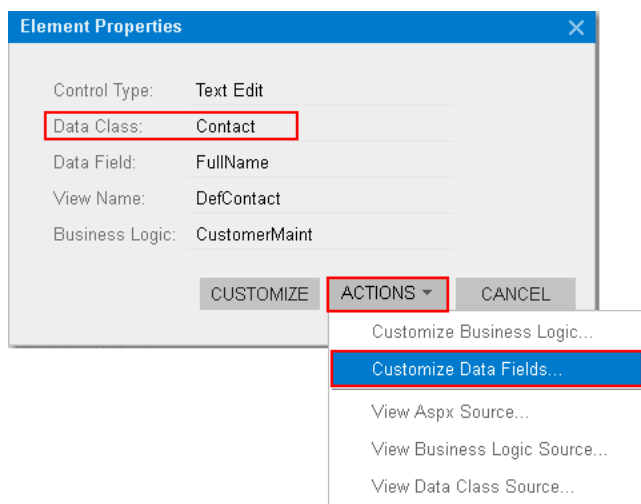 Element Properties
Control Type: Text Edit
Data Class: Contact
Data Field: FullName
View Name: DefContact
Business Logic: CustomerMaint
CUSTOMIZE ACTIONS CANCEL
Customize Business Logic...
Customize Data Fields...
View Aspx Source...
View Business Logic Source...
View Data Class Source...